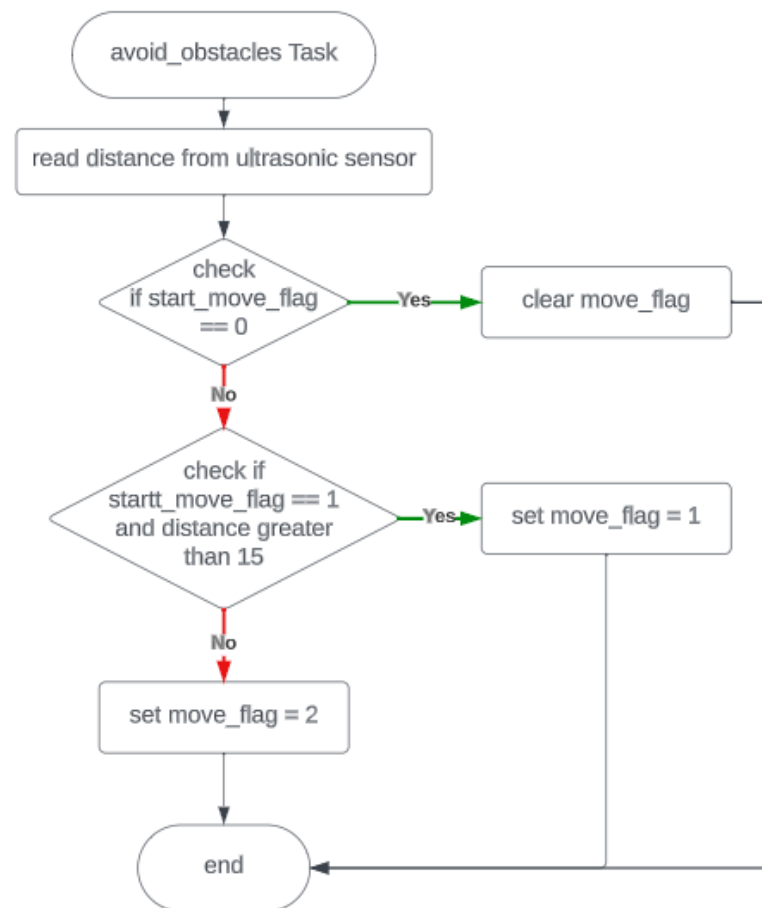 avoid_obstacles Task
read distance from ultrasonic sensor
check
if start_move_flag
== 0
Yes
clear move_flag
No
check if
startt_move_flag == 1
and distance greater
than 15
Yes
set move_flag = 1
No
set move_flag = 2
end